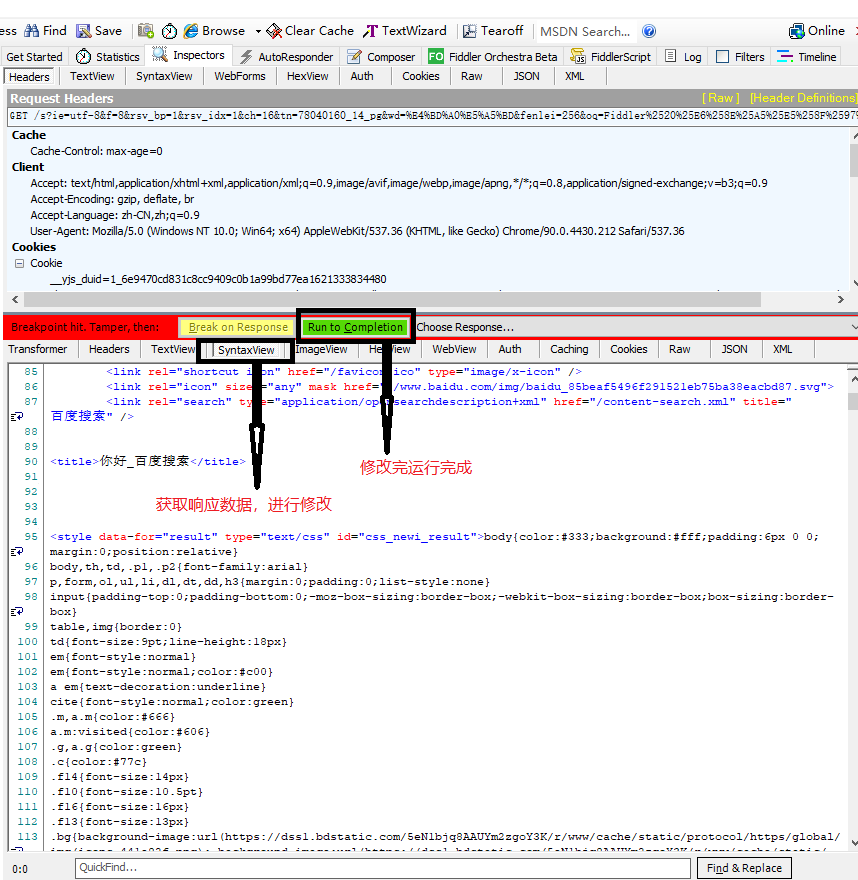 ess Find Save Browse Clear Cache TextWizard Tearoff MSDN Search... Online
Get Started Statistics Inspectors AutoResponder Composer FO Fiddler Orchestra Beta FiddlerScript Log Filters Timeline
Headers TextView SyntaxView WebForms HexView Auth Cookies Raw JSON XML
Request Headers [ Raw ] [Header Definitions]
GET /s?ie=utf-8&f=8&rsv_bp=1&rsv_idx=1&ch=16&tn=78040160_14_pg&wd=%E4%BD%A0%E5%A5%BD&fenlei=256&oq=Fiddler%2520%25E6%258E%25A5%25E5%258F%2597%
Cache
Cache-Control: max-age=0
Client
Accept: text/html,application/xhtml+xml,application/xml;q=0.9,image/avif,image/webp,image/apng,*/*;q=0.8,application/signed-exchange;v=b3;q=0.9
Accept-Encoding: gzip, deflate, br
Accept-Language: zh-CN,zh;q=0.9
User-Agent: Mozilla/5.0 (Windows NT 10.0; Win64; x64) AppleWebKit/537.36 (KHTML, like Gecko) Chrome/90.0.4430.212 Safari/537.36
Cookies
Cookie
__yjs_duid=1_6e9470cd831c8cc9409c0b1a99bd77ea1621333834480
Breakpoint hit. Tamper, then: Break on Response Run to Completion Choose Response...
Transformer Headers TextView SyntaxView ImageView HexView WebView Auth Caching Cookies Raw JSON XML
85 <link rel="shortcut icon" href="/favicon.ico" type="image/x-icon" />
86 <link rel="icon" sizes="any" mask href="//www.baidu.com/img/baidu_85beaf5496f291521eb75ba38eacbd87.svg">
87 <link rel="search" type="application/opensearchdescription+xml" href="/content-search.xml" title="
百度搜索" />
88
89
90 <title>你好_百度搜索</title>
修改完运行完成
91
92
获取响应数据，进行修改
93
94
95 <style data-for="result" type="text/css" id="css_newi_result">body{color:#333;background:#fff;padding:6px 0 0;
margin:0;position:relative}
96 body,th,td,.p1,.p2{font-family:arial}
97 p,form,ol,ul,li,dl,dt,dd,h3{margin:0;padding:0;list-style:none}
98 input{padding-top:0;padding-bottom:0;-moz-box-sizing:border-box;-webkit-box-sizing:border-box;box-sizing:border-
box}
99 table,img{border:0}
100 td{font-size:9pt;line-height:18px}
101 em{font-style:normal}
102 em{font-style:normal;color:#c00}
103 a em{text-decoration:underline}
104 cite{font-style:normal;color:green}
105 .m,a.m{color:#666}
106 a.m:visited{color:#606}
107 .g,a.g{color:green}
108 .c{color:#77c}
109 .f14{font-size:14px}
110 .f10{font-size:10.5pt}
111 .f16{font-size:16px}
112 .f13{font-size:13px}
113 .bg{background-image:url(https://dss1.bdstatic.com/5eN1bjq8AAUYm2zgoY3K/r/www/cache/static/protocol/https/global/
0:0 QuickFind... Find & Replace